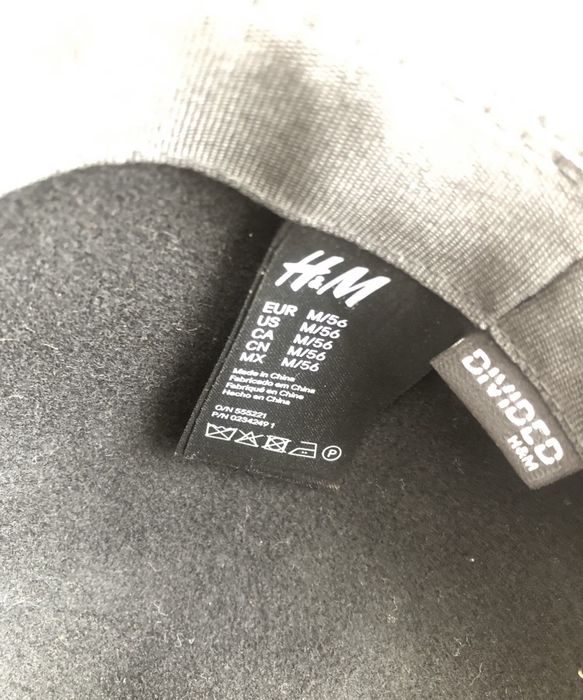 H&M
EUR M/56
US M/56
CA M/56
CN M/56
MX M/56
Made in China
Fabricado em China
Fabriqué en China
Hecho en China
O/N 555221
P/N 0234249 1
P
DIVIDED
H&M